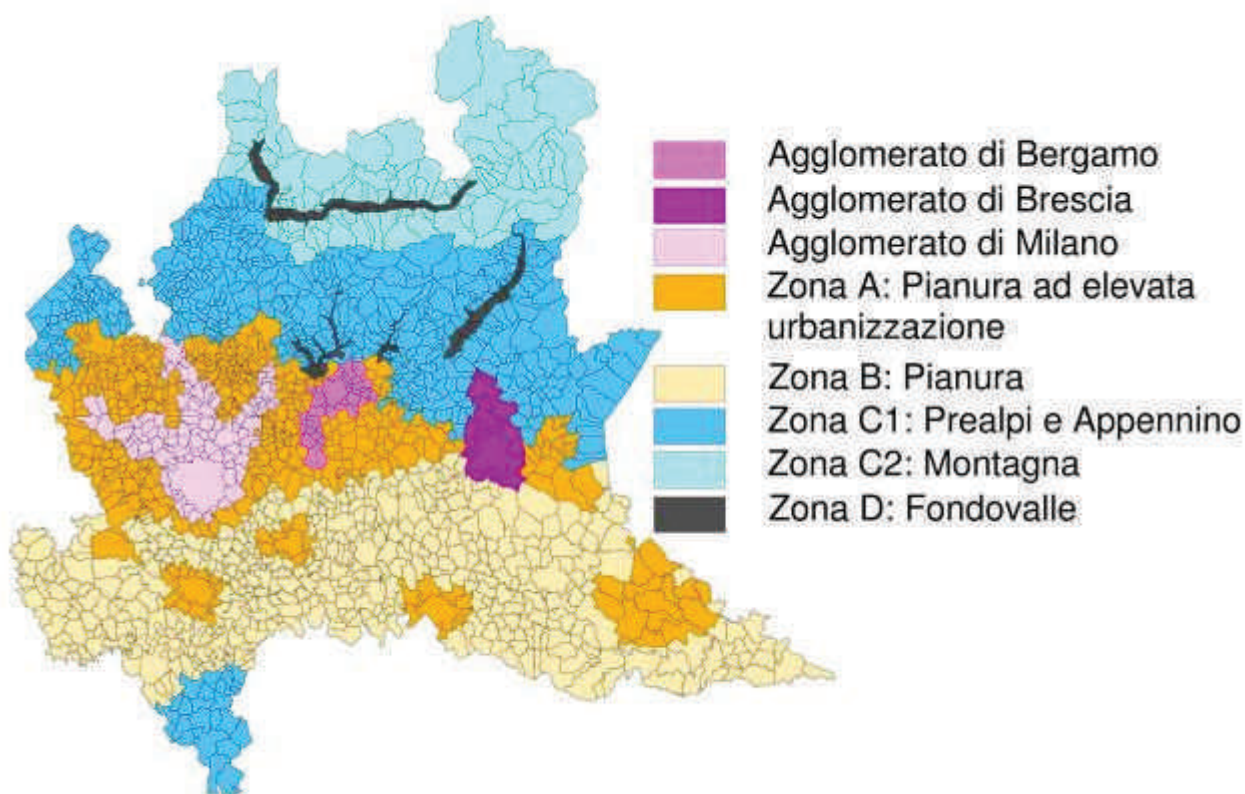 Agglomerato di Bergamo
Agglomerato di Brescia
Agglomerato di Milano
Zona A: Pianura ad elevata
urbanizzazione
Zona B: Pianura
Zona C1: Prealpi e Appennino
Zona C2: Montagna
Zona D: Fondovalle